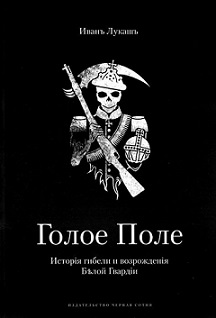 Иванъ Лукашъ
Голое Поле
Исторія гибели и возрожденія
Бѣлой Гвардіи
ИЗДАТЕЛЬСТВО ЧЕРНАЯ СОТНЯ